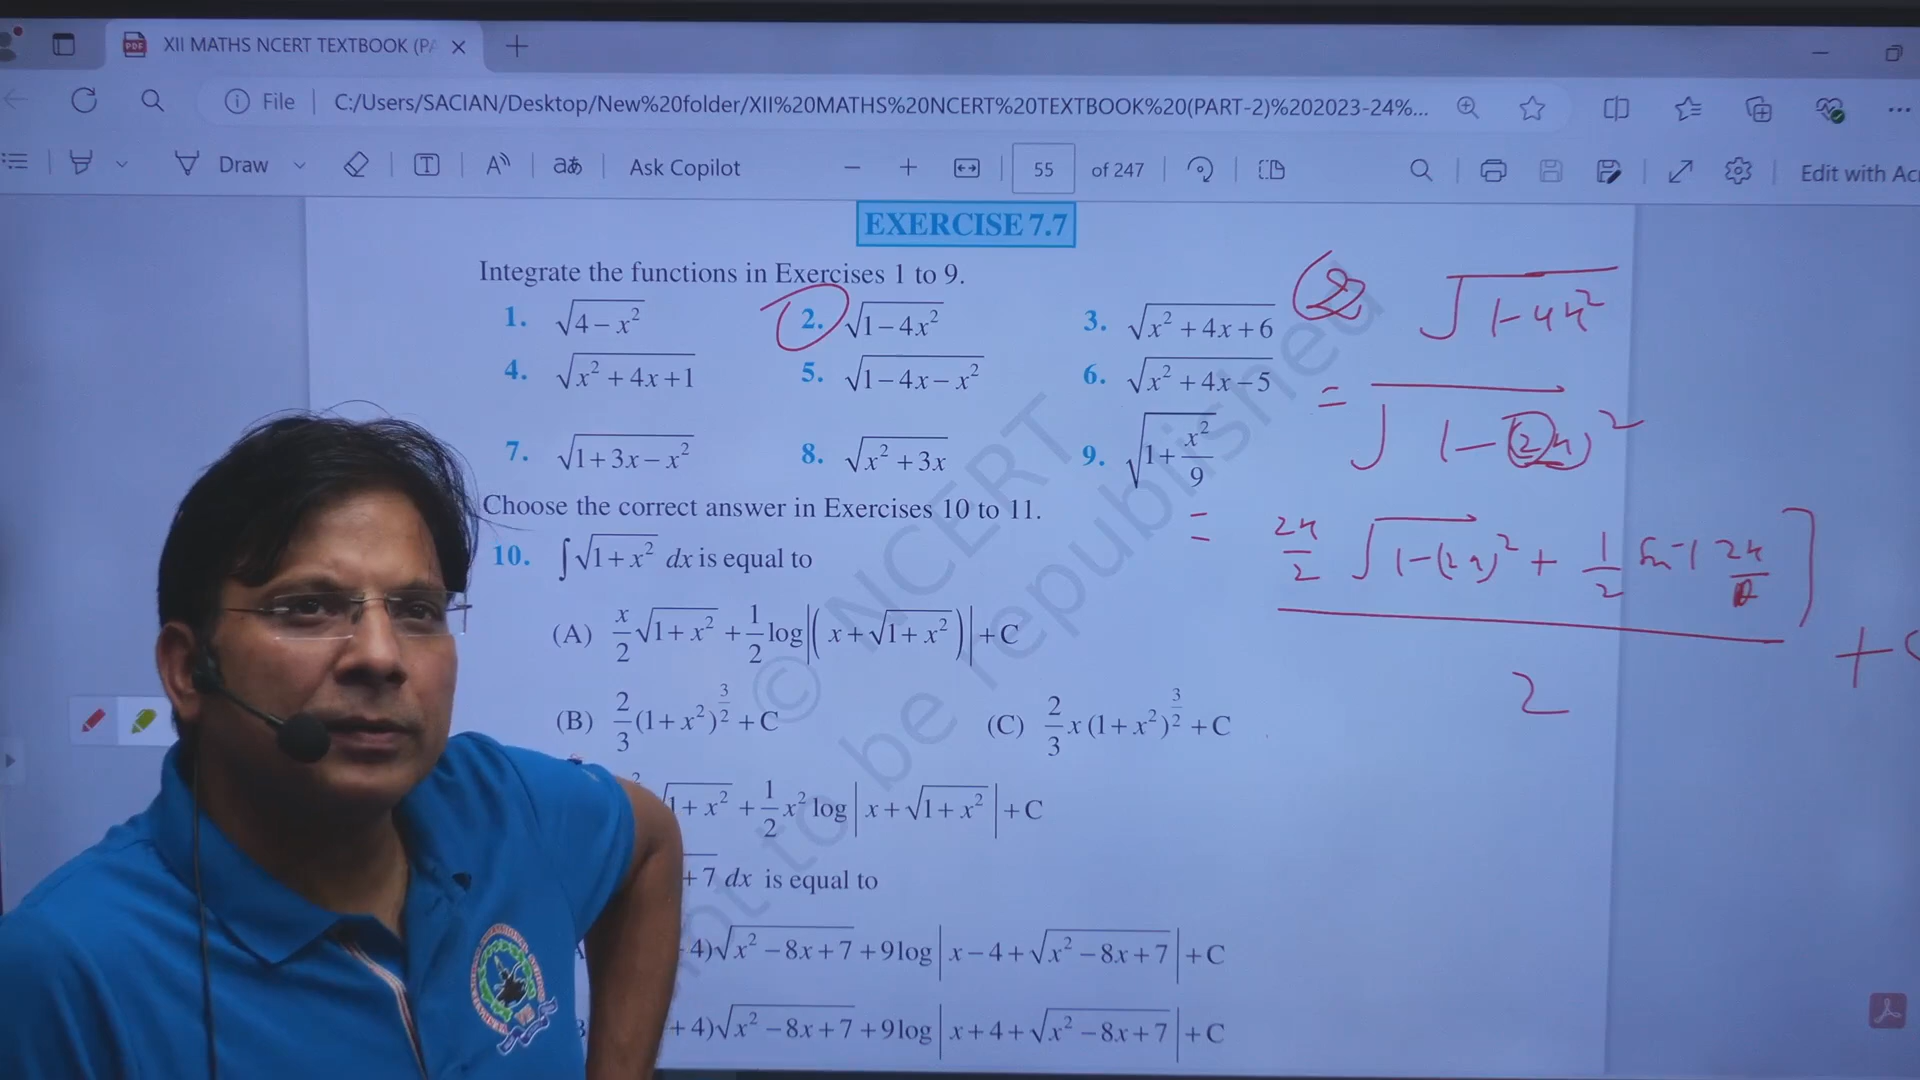 XII MATHS NCERT TEXTBOOK (PA
File C:/Users/SACIAN/Desktop/New%20folder/XII%20MATHS%20NCERT%20TEXTBOOK%20(PART-2)%202023-24%...
Draw Ask Copilot 55 of 247 Edit with Ac
EXERCISE 7.7
Integrate the functions in Exercises 1 to 9.
1. √(4 – x²) 2. √(1 – 4x²) 3. √(x² + 4x + 6)
4. √(x² + 4x + 1) 5. √(1 – 4x – x²) 6. √(x² + 4x – 5)
7. √(1 + 3x – x²) 8. √(x² + 3x) 9. √(1 + x²/9)
Choose the correct answer in Exercises 10 to 11.
10. ∫√(1 + x²) dx is equal to
(A) x/2 √(1 + x²) + 1/2 log|(x + √(1 + x²))| + C
(B) 2/3 (1 + x²)^(3/2) + C (C) 2/3 x (1 + x²)^(3/2) + C
√(1 + x²) + 1/2 x² log|x + √(1 + x²)| + C
+ 7 dx is equal to
4)√(x² – 8x + 7) + 9log|x – 4 + √(x² – 8x + 7)| + C
+ 4)√(x² – 8x + 7) + 9log|x + 4 + √(x² – 8x + 7)| + C
© NCERT
not to be republished
(2) √(1 - 4x²)
= √(1 - (2x)²)
= 2x/2 √(1 - (2x)²) + 1/2 sin-1 2x
2
+ C